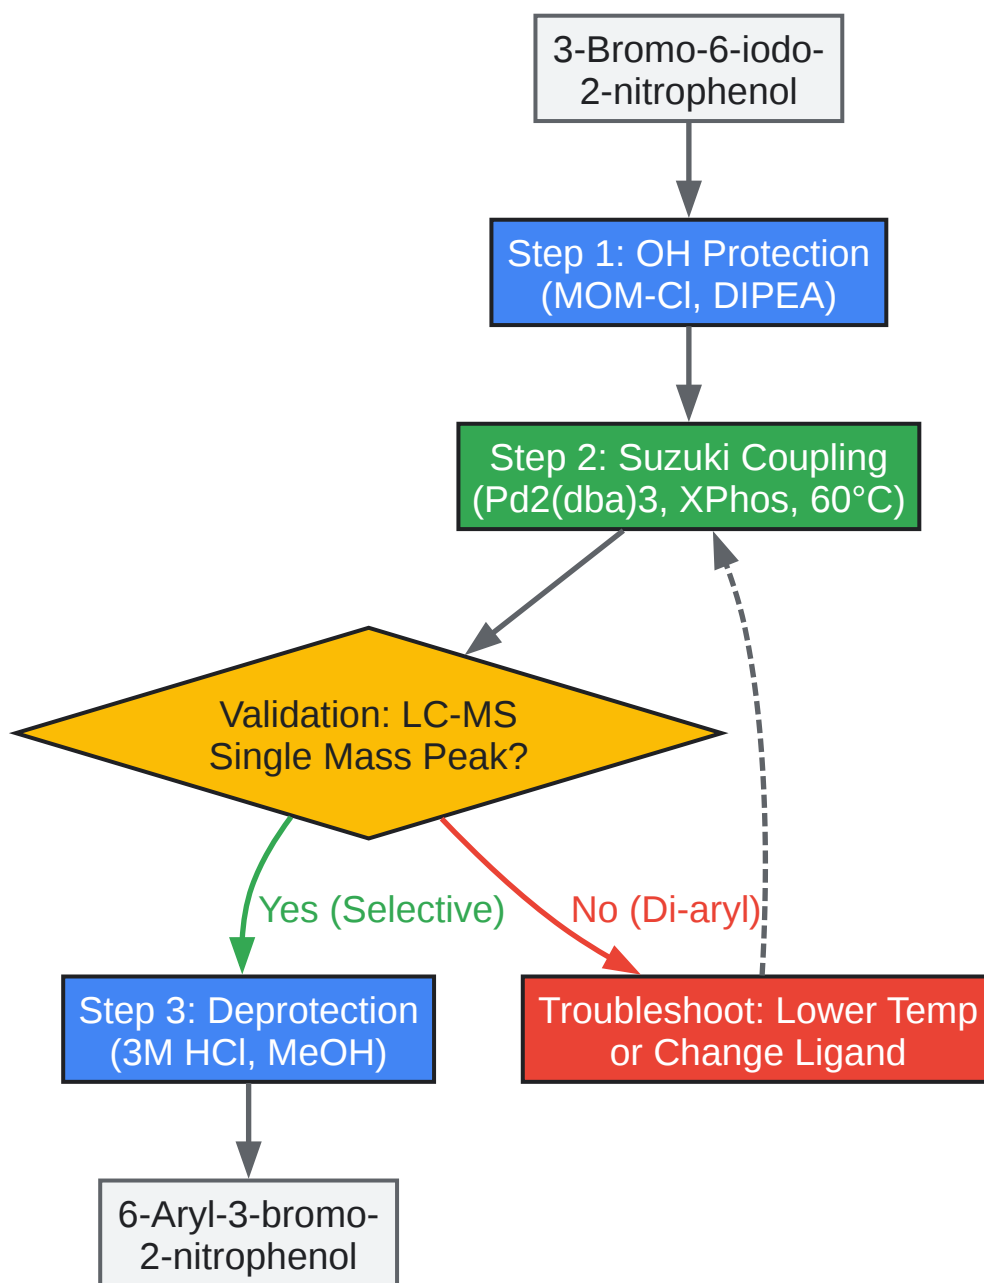 3-Bromo-6-iodo-
2-nitrophenol
Step 1: OH Protection
(MOM-Cl, DIPEA)
Step 2: Suzuki Coupling
(Pd2(dba)3, XPhos, 60°C)
Validation: LC-MS
Single Mass Peak?
Yes (Selective)
No (Di-aryl)
Step 3: Deprotection
(3M HCl, MeOH)
Troubleshoot: Lower Temp
or Change Ligand
6-Aryl-3-bromo-
2-nitrophenol